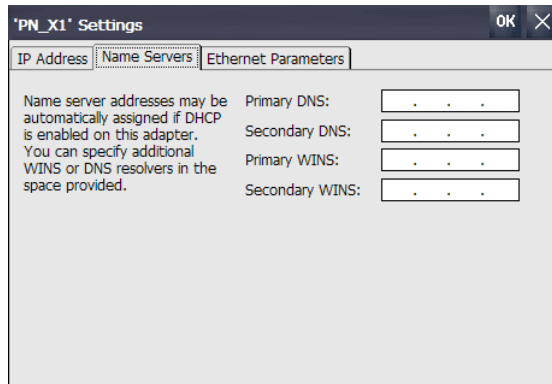 'PN_X1' Settings OK
IP Address Name Servers Ethernet Parameters
Name server addresses may be
automatically assigned if DHCP
is enabled on this adapter.
You can specify additional
WINS or DNS resolvers in the
space provided.
Primary DNS: . . .
Secondary DNS: . . .
Primary WINS: . . .
Secondary WINS: . . .